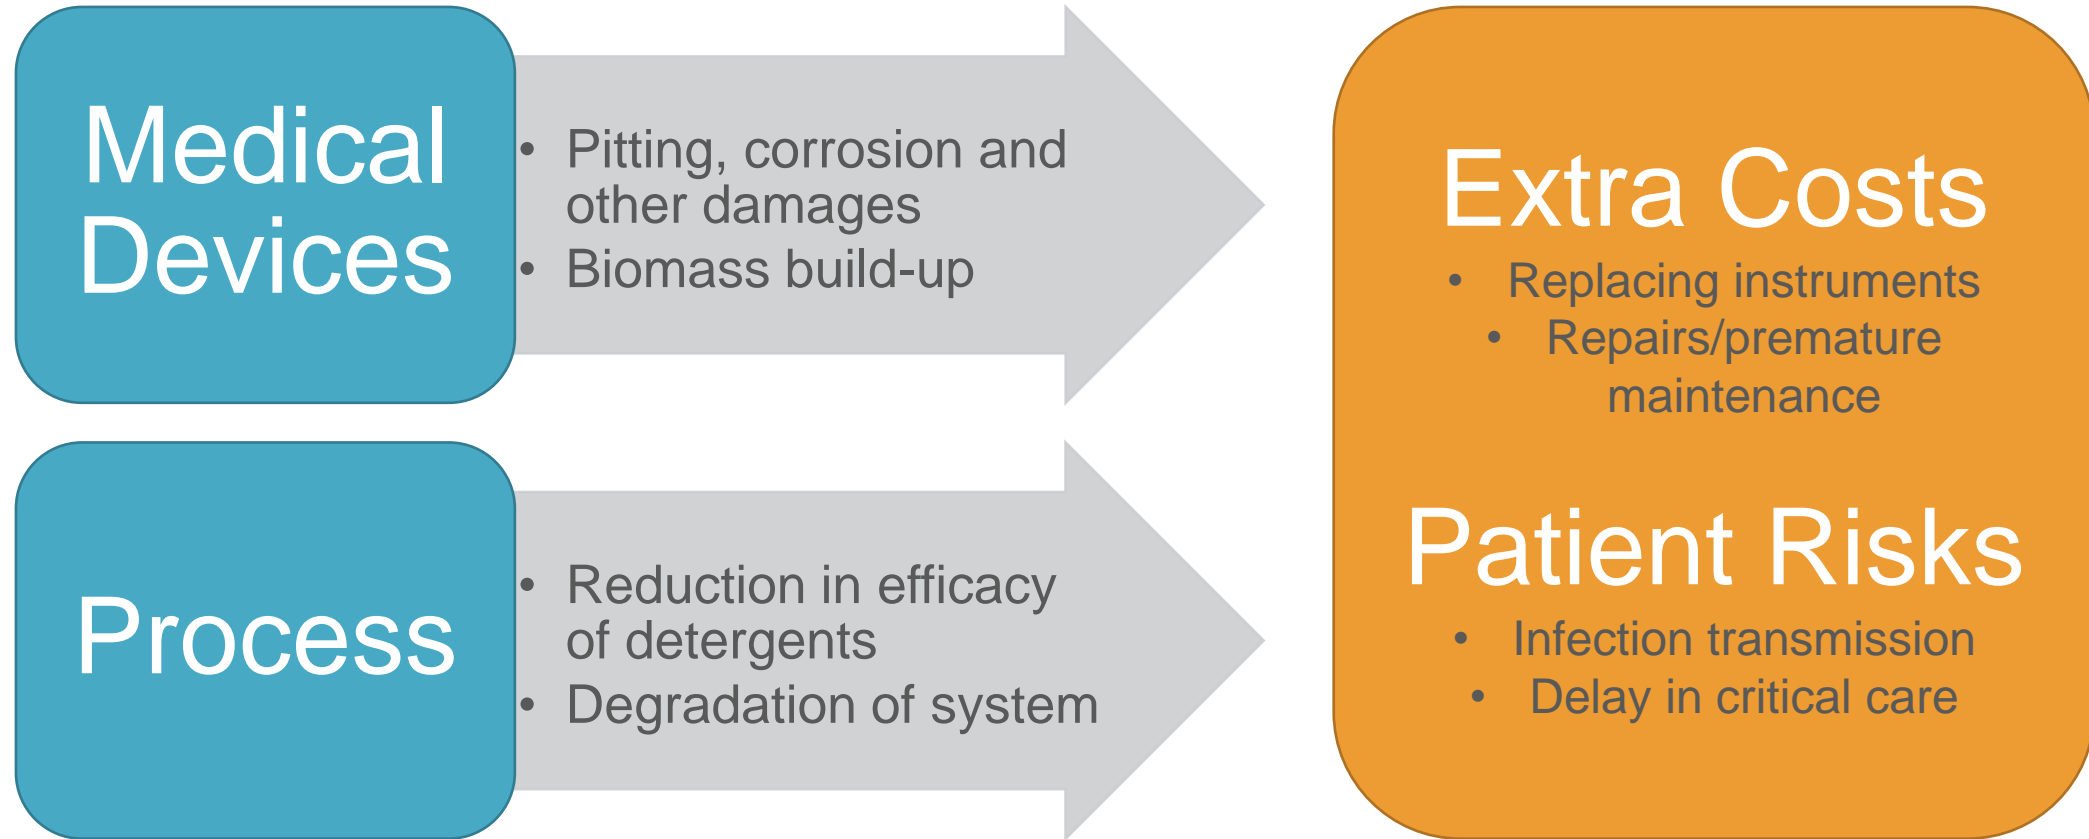 Medical
Devices
• Pitting, corrosion and
other damages
• Biomass build-up
Process
• Reduction in efficacy
of detergents
• Degradation of system
Extra Costs
• Replacing instruments
• Repairs/premature
maintenance
Patient Risks
• Infection transmission
• Delay in critical care